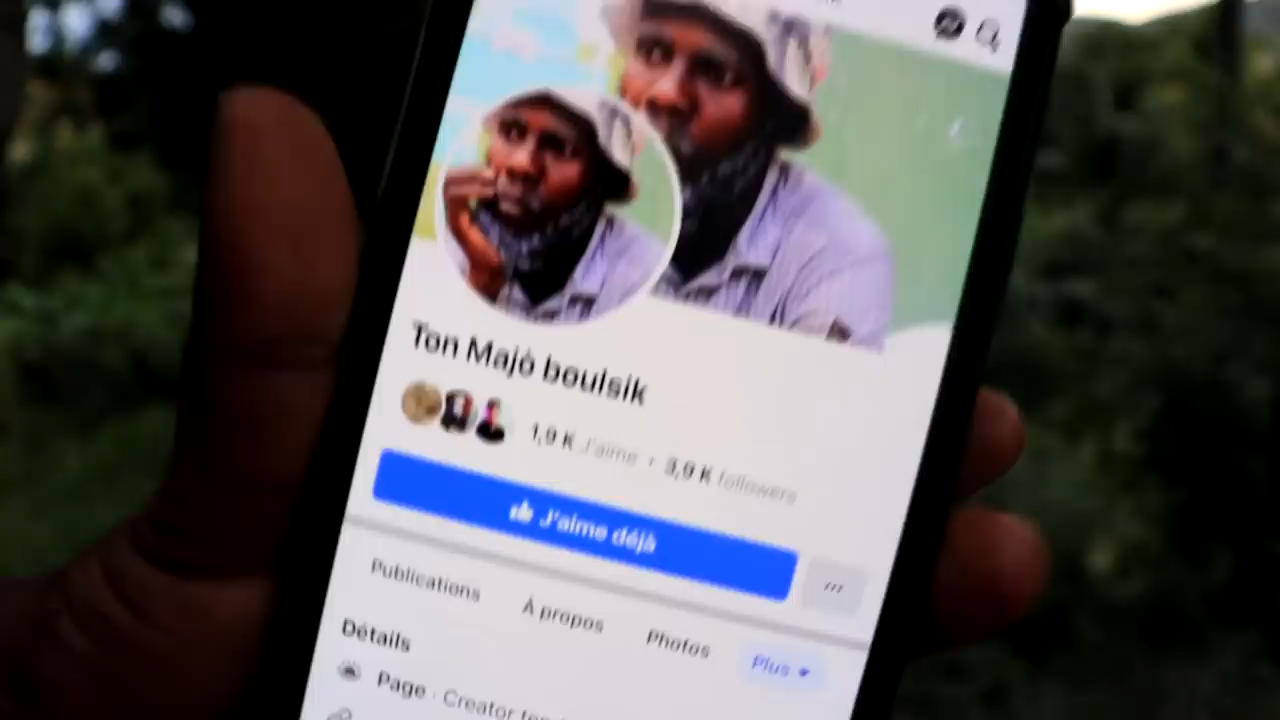 Ton Majò boulsik
1,9 K J'aime · 3,9 K followers
J'aime déjà
Publications
À propos
Photos
Plus
Détails
Page · Creator